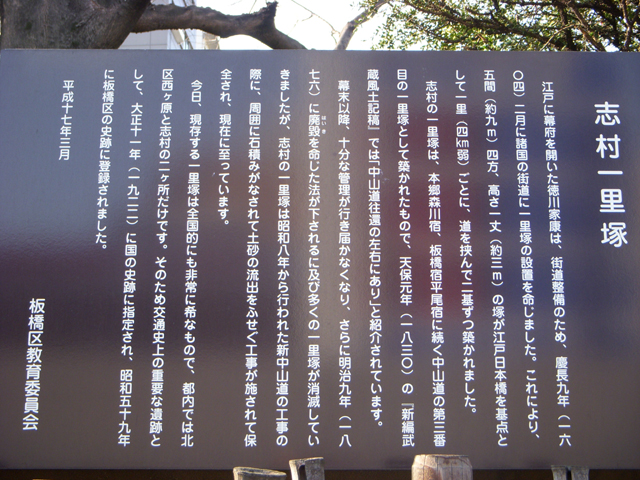 志村一里塚
江戸に幕府を開いた徳川家康は、街道整備のため、慶長九年（一六
〇四）二月に諸国の街道に一里塚の設置を命じました。これにより、
五間（約九ｍ）四方、高さ一丈（約三ｍ）の塚が江戸日本橋を基点と
して一里（四㎞弱）ごとに、道を挟んで二基ずつ築かれました。
志村の一里塚は、本郷森川宿、板橋宿平尾宿に続く中山道の第三番
目の一里塚として築かれたもので、天保元年（一八三〇）の『新編武
蔵風土記稿』では「中山道往還の左右にあり」と紹介されています。
幕末以降、十分な管理が行き届かなくなり、さらに明治九年（一八
七六）に廃毀を命じた法が下されるに及び多くの一里塚が消滅してい
はいき
きましたが、志村の一里塚は昭和八年から行われた新中山道の工事の
際に、周囲に石積みがなされて土砂の流出をふせぐ工事が施されて保
全され、現在に至っています。
今日、現存する一里塚は全国的にも非常に希なもので、都内では北
区西ヶ原と志村の二ヶ所だけです。そのため交通史上の重要な遺跡と
して、大正十一年（一九二二）に国の史跡に指定され、昭和五十九年
に板橋区の史跡に登録されました。
平成十七年三月
板橋区教育委員会